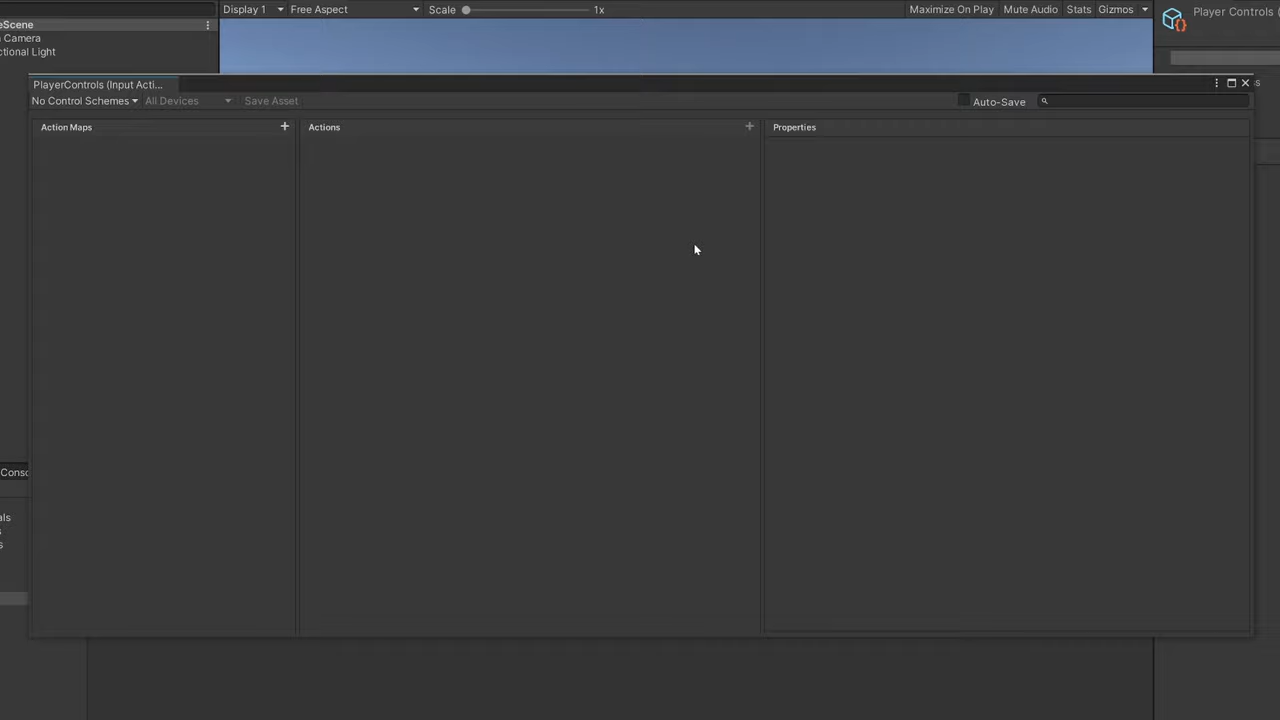 Display 1
Free Aspect
Scale
1x
Maximize On Play
Mute Audio
Stats
Gizmos
Player Controls (
eScene
Camera
ctional Light
PlayerControls (Input Acti...
No Control Schemes
All Devices
Save Asset
Auto-Save
s
Action Maps
+
Actions
+
Properties
Conso
als
s
s